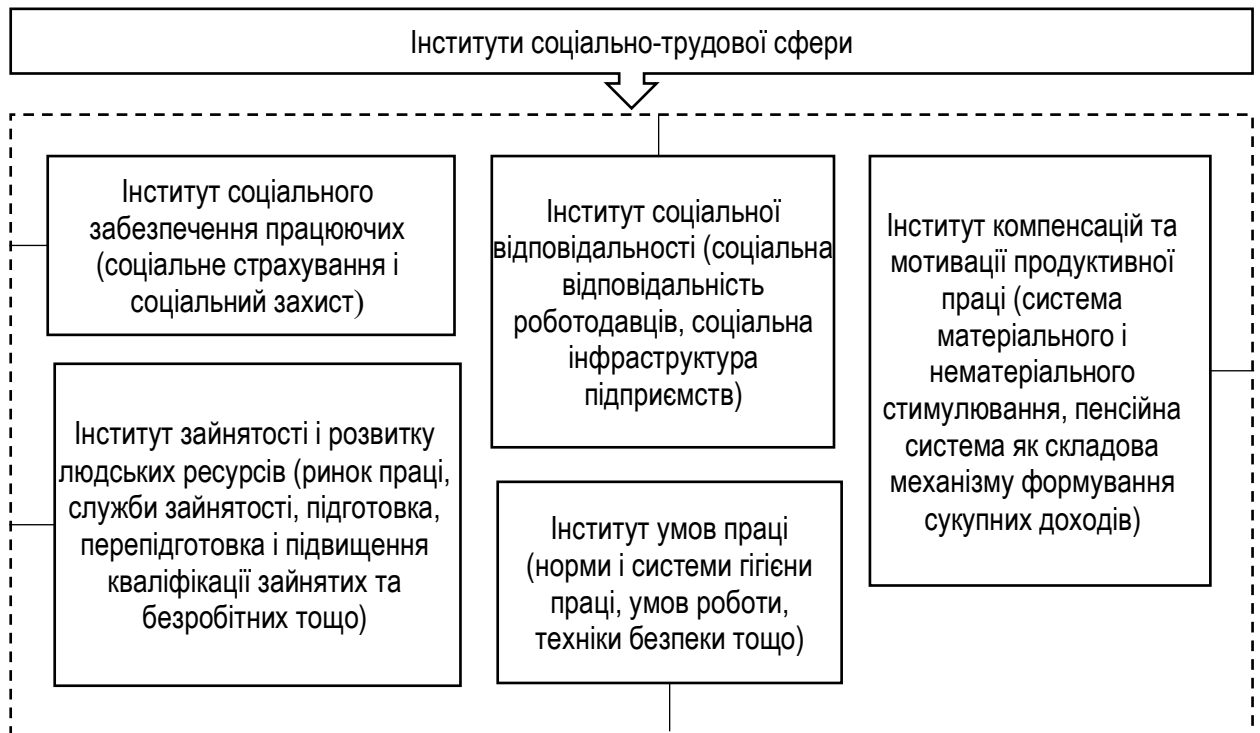 Інститути соціально-трудової сфери
Інститут соціального
забезпечення працюючих
(соціальне страхування і
соціальний захист)
Інститут зайнятості і розвитку
людських ресурсів (ринок праці,
служби зайнятості, підготовка,
перепідготовка і підвищення
кваліфікації зайнятих та
безробітних тощо)
Інститут соціальної
відповідальності (соціальна
відповідальність
роботодавців, соціальна
інфраструктура
підприємств)
Інститут умов праці
(норми і системи гігієни
праці, умов роботи,
техніки безпеки тощо)
Інститут компенсацій та
мотивації продуктивної
праці (система
матеріального і
нематеріального
стимулювання, пенсійна
система як складова
механізму формування
сукупних доходів)